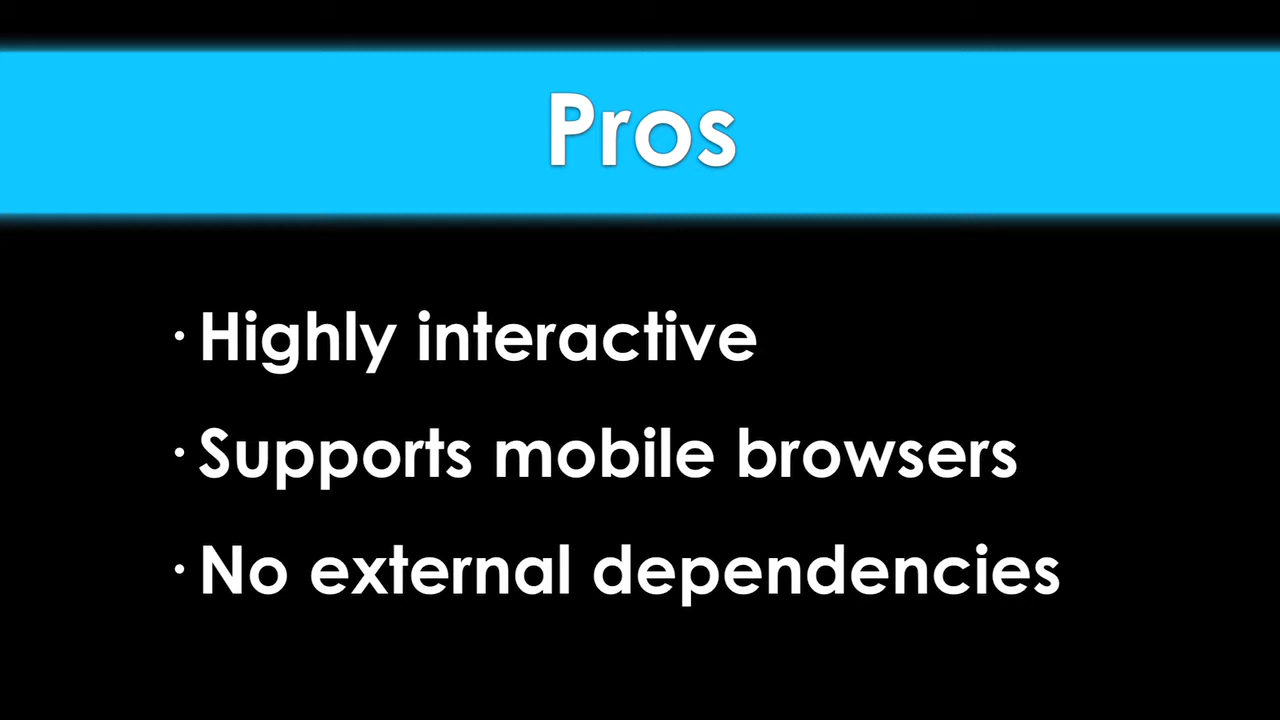 Pros
· Highly interactive
· Supports mobile browsers
· No external dependencies